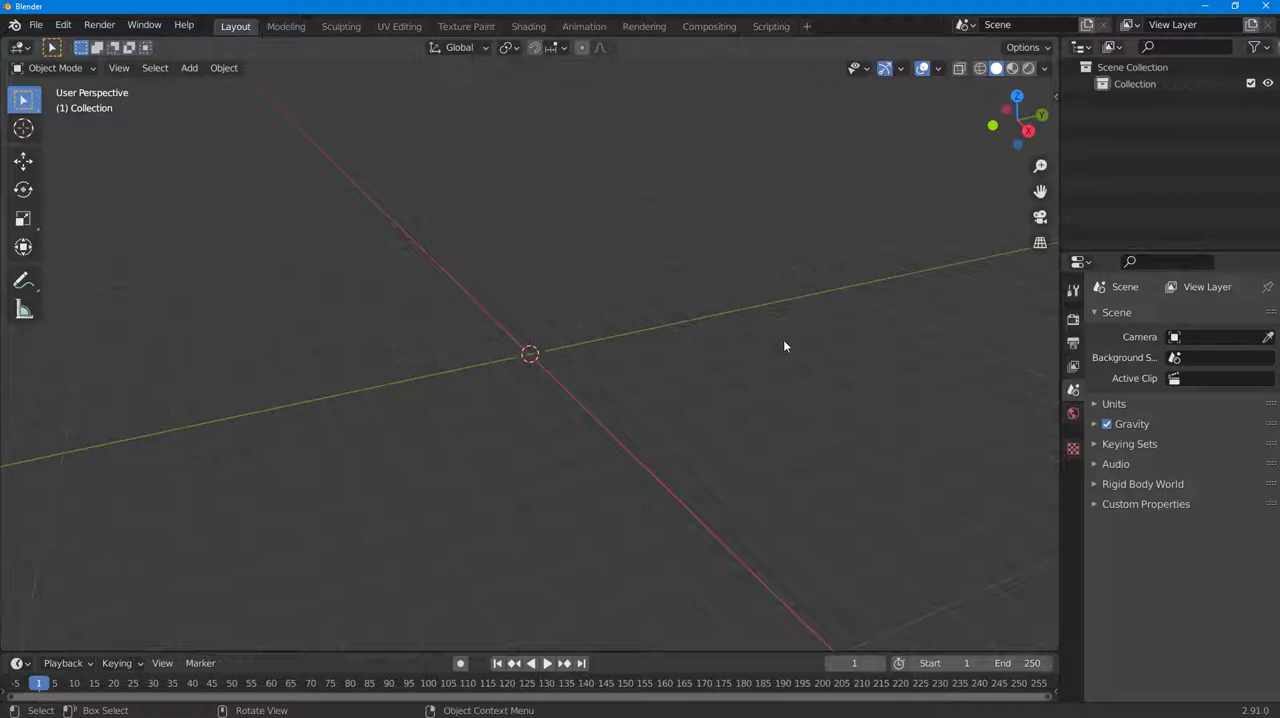 Blender
File Edit Render Window Help Layout Modeling Sculpting UV Editing Texture Paint Shading Animation Rendering Compositing Scripting + Scene View Layer
Global Options
Object Mode View Select Add Object
User Perspective
(1) Collection
Z
Y
X
Scene Collection
Collection
Scene View Layer
Scene
Camera
Background S...
Active Clip
Units
Gravity
Keying Sets
Audio
Rigid Body World
Custom Properties
Playback Keying View Marker 1 Start 1 End 250
-5 1 5 10 15 20 25 30 35 40 45 50 55 60 65 70 75 80 85 90 95 100 105 110 115 120 125 130 135 140 145 150 155 160 165 170 175 180 185 190 195 200 205 210 215 220 225 230 235 240 245 250 255
Select Box Select Rotate View Object Context Menu 2.91.0